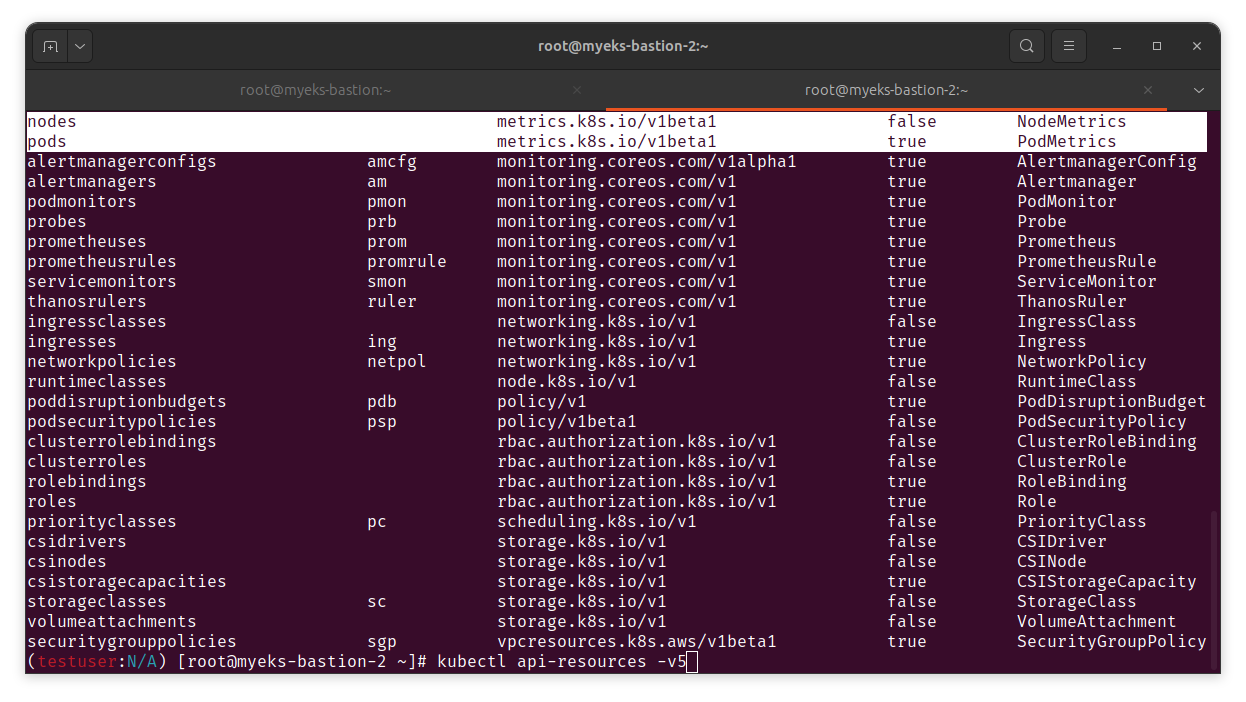 root@myeks-bastion-2:~
root@myeks-bastion:~ root@myeks-bastion-2:~
nodes metrics.k8s.io/v1beta1 false NodeMetrics
pods metrics.k8s.io/v1beta1 true PodMetrics
alertmanagerconfigs amcfg monitoring.coreos.com/v1alpha1 true AlertmanagerConfig
alertmanagers am monitoring.coreos.com/v1 true Alertmanager
podmonitors pmon monitoring.coreos.com/v1 true PodMonitor
probes prb monitoring.coreos.com/v1 true Probe
prometheuses prom monitoring.coreos.com/v1 true Prometheus
prometheusrules promrule monitoring.coreos.com/v1 true PrometheusRule
servicemonitors smon monitoring.coreos.com/v1 true ServiceMonitor
thanosrulers ruler monitoring.coreos.com/v1 true ThanosRuler
ingressclasses networking.k8s.io/v1 false IngressClass
ingresses ing networking.k8s.io/v1 true Ingress
networkpolicies netpol networking.k8s.io/v1 true NetworkPolicy
runtimeclasses node.k8s.io/v1 false RuntimeClass
poddisruptionbudgets pdb policy/v1 true PodDisruptionBudget
podsecuritypolicies psp policy/v1beta1 false PodSecurityPolicy
clusterrolebindings rbac.authorization.k8s.io/v1 false ClusterRoleBinding
clusterroles rbac.authorization.k8s.io/v1 false ClusterRole
rolebindings rbac.authorization.k8s.io/v1 true RoleBinding
roles rbac.authorization.k8s.io/v1 true Role
priorityclasses pc scheduling.k8s.io/v1 false PriorityClass
csidrivers storage.k8s.io/v1 false CSIDriver
csinodes storage.k8s.io/v1 false CSINode
csistoragecapacities storage.k8s.io/v1 true CSIStorageCapacity
storageclasses sc storage.k8s.io/v1 false StorageClass
volumeattachments storage.k8s.io/v1 false VolumeAttachment
securitygrouppolicies sgp vpcresources.k8s.aws/v1beta1 true SecurityGroupPolicy
(testuser:N/A) [root@myeks-bastion-2 ~]# kubectl api-resources -v5